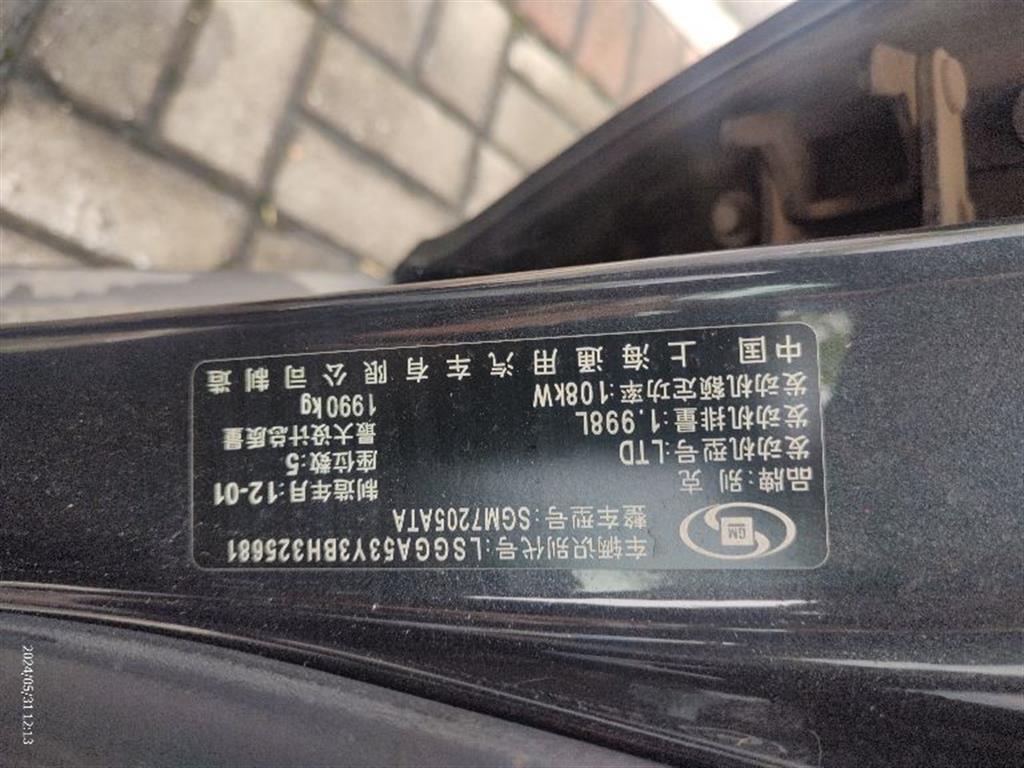 车辆识别代号:LSGGA53Y3BH325681
整车型号:SGM7205ATA
GM
品牌:别 克
制造年月:12-01
发动机型号:LTD
座位数:5
发动机排量:1.998L
最大设计总质量
1990kg
发动机额定功率:108kW
中国 上海通用汽车有限公司制造
2024/05/31 12:13